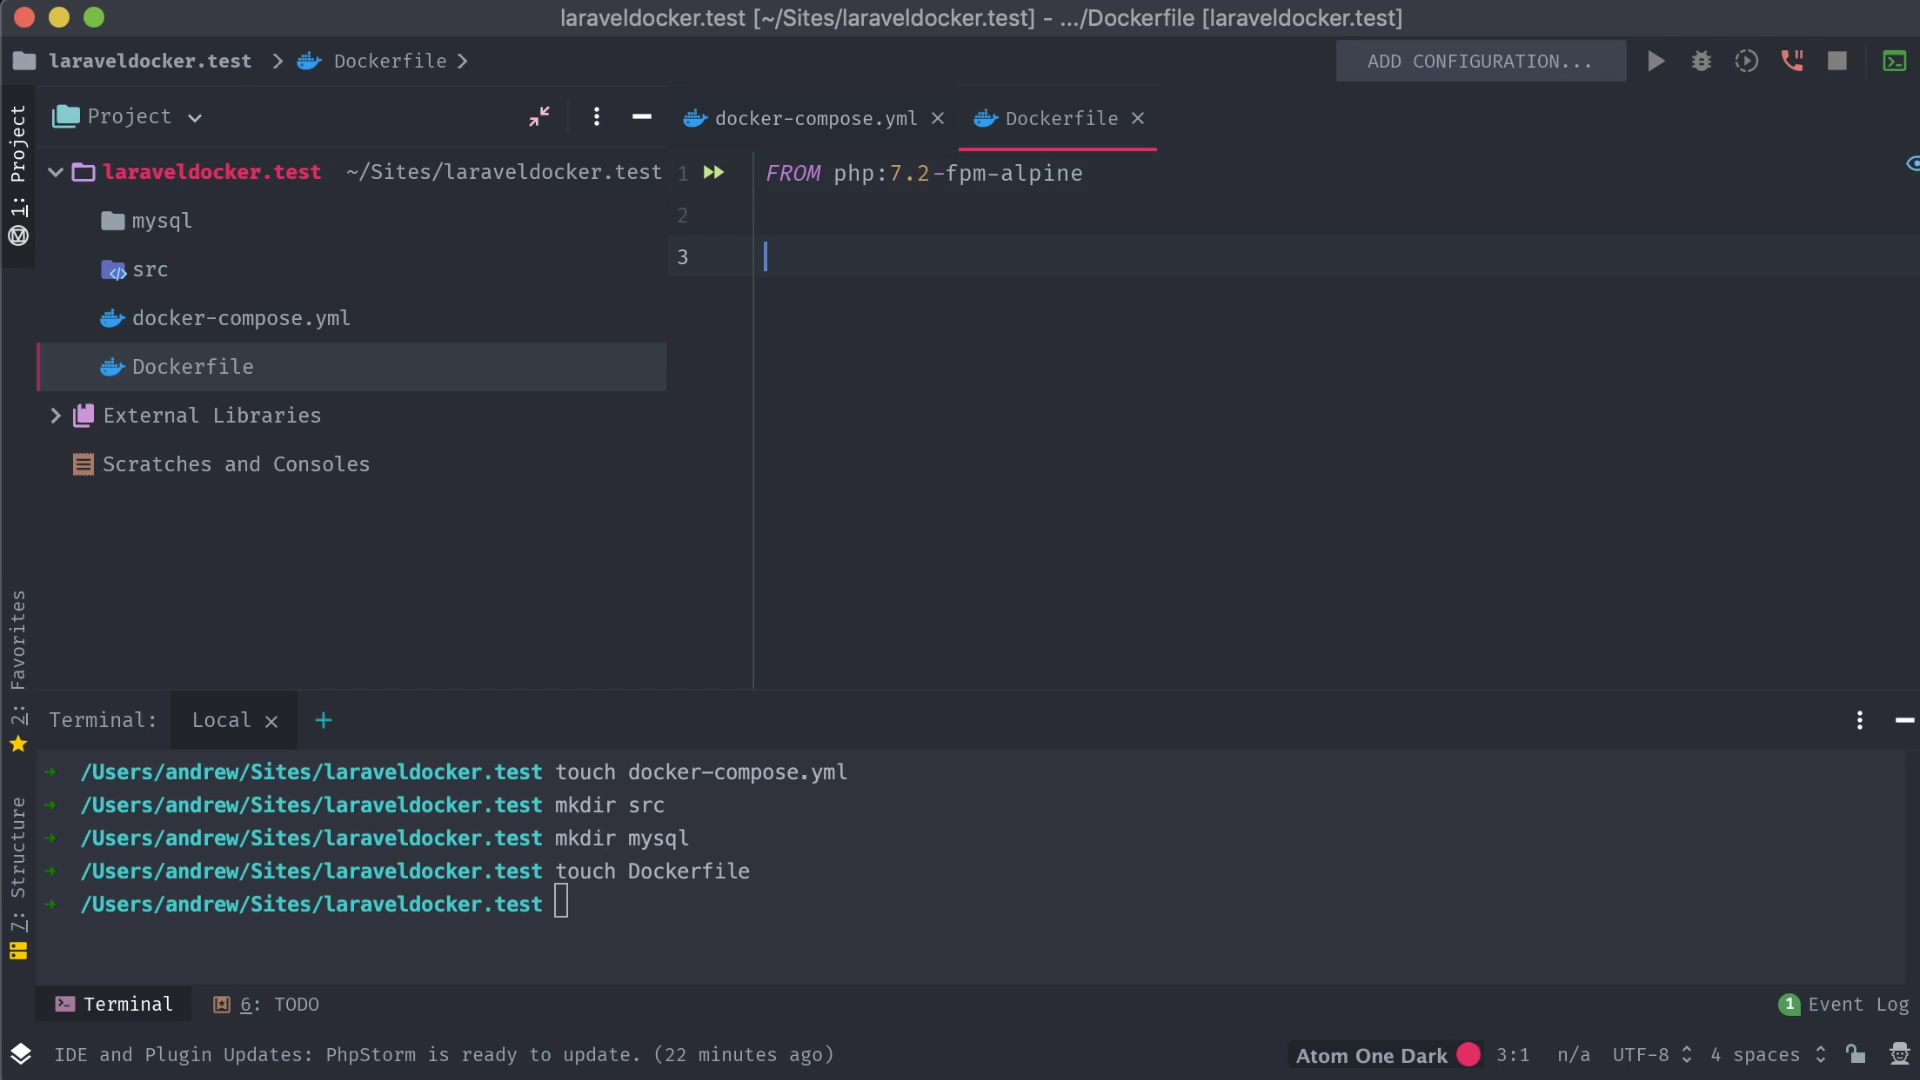 laraveldocker.test [~/Sites/laraveldocker.test] - .../Dockerfile [laraveldocker.test]
laraveldocker.test Dockerfile
ADD CONFIGURATION...
Project
docker-compose.yml
Dockerfile
1: Project
laraveldocker.test ~/Sites/laraveldocker.test
mysql
src
docker-compose.yml
Dockerfile
External Libraries
Scratches and Consoles
1 FROM php:7.2-fpm-alpine
2
3
2: Favorites
7: Structure
Terminal: Local
/Users/andrew/Sites/laraveldocker.test touch docker-compose.yml
/Users/andrew/Sites/laraveldocker.test mkdir src
/Users/andrew/Sites/laraveldocker.test mkdir mysql
/Users/andrew/Sites/laraveldocker.test touch Dockerfile
/Users/andrew/Sites/laraveldocker.test
Terminal
6: TODO
1 Event Log
IDE and Plugin Updates: PhpStorm is ready to update. (22 minutes ago)
Atom One Dark 3:1 n/a UTF-8 4 spaces